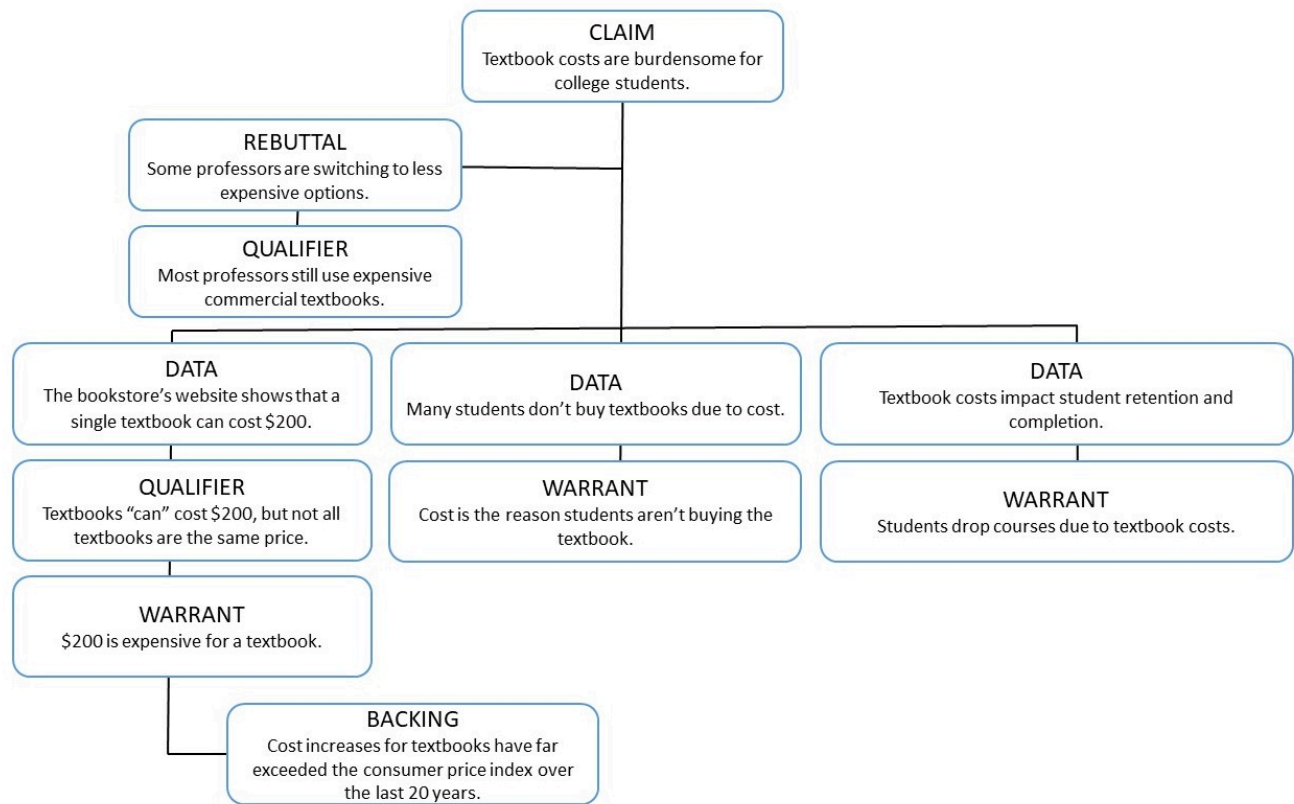 CLAIM
Textbook costs are burdensome for
college students.
REBUTTAL
Some professors are switching to less
expensive options.
QUALIFIER
Most professors still use expensive
commercial textbooks.
DATA
The bookstore’s website shows that a
single textbook can cost $200.
QUALIFIER
Textbooks “can” cost $200, but not all
textbooks are the same price.
WARRANT
$200 is expensive for a textbook.
BACKING
Cost increases for textbooks have far
exceeded the consumer price index over
the last 20 years.
DATA
Many students don’t buy textbooks due to cost.
WARRANT
Cost is the reason students aren’t buying the
textbook.
DATA
Textbook costs impact student retention and
completion.
WARRANT
Students drop courses due to textbook costs.